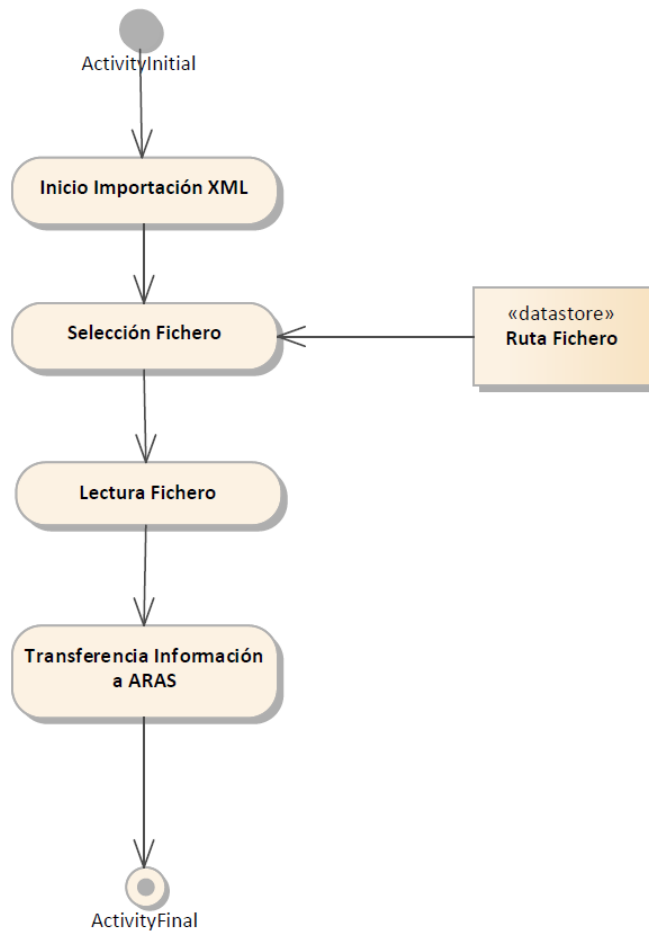 ActivityInitial
Inicio Importación XML
Selección Fichero
«datastore»
Ruta Fichero
Lectura Fichero
Transferencia Información
a ARAS
ActivityFinal